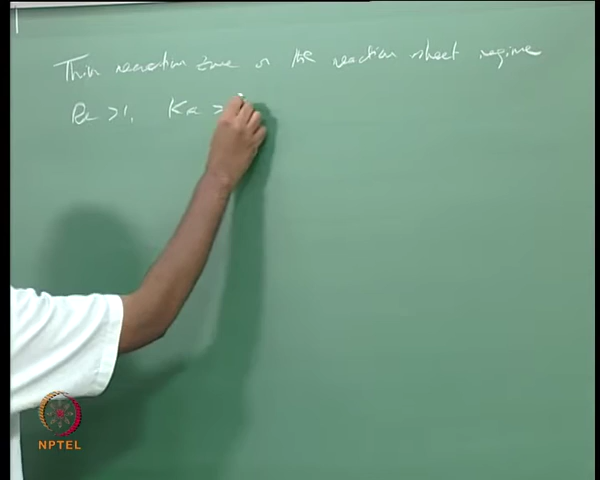 Thin reaction zone or the reaction sheet regime
Re >1, Ka >
NPTEL